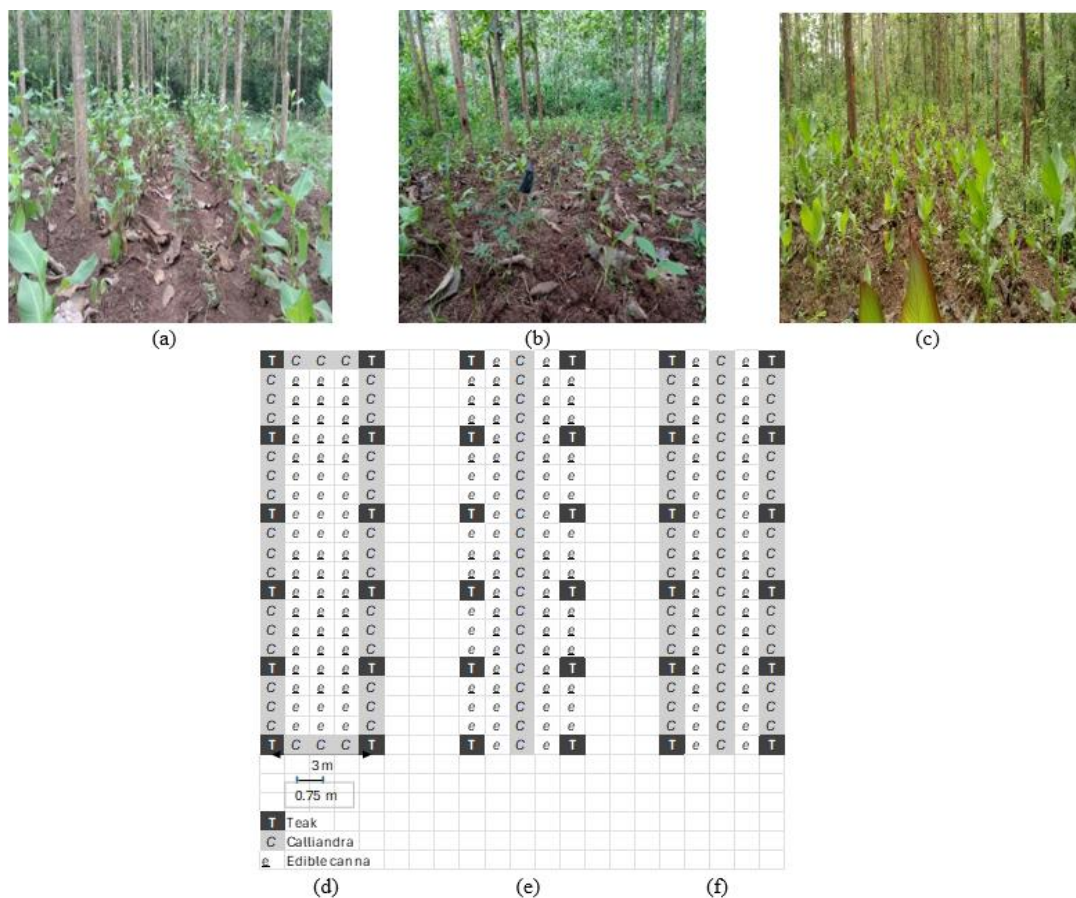 (a) (b) (c)
T C C C T T e C e T T e C e T
C e e e C e e C e e C e C e C
C e e e C e e C e e C e C e C
C e e e C e e C e e C e C e C
T e e e T T e C e T T e C e T
C e e e C e e C e e C e C e C
C e e e C e e C e e C e C e C
C e e e C e e C e e C e C e C
T e e e T T e C e T T e C e T
C e e e C e e C e e C e C e C
C e e e C e e C e e C e C e C
C e e e C e e C e e C e C e C
T e e e T T e C e T T e C e T
C e e e C e e C e e C e C e C
C e e e C e e C e e C e C e C
C e e e C e e C e e C e C e C
T e e e T T e C e T T e C e T
C e e e C e e C e e C e C e C
C e e e C e e C e e C e C e C
C e e e C e e C e e C e C e C
T C C C T T e C e T T e C e T
3 m
0.75 m
T Teak
C Calliandra
e Edible canna
(d) (e) (f)